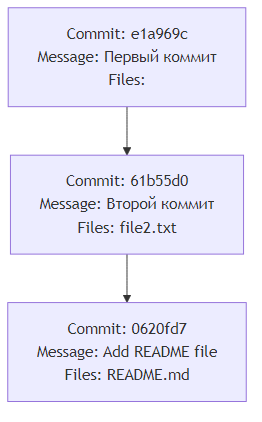 Commit: e1a969c
Message: Первый коммит
Files:
Commit: 61b55d0
Message: Второй коммит
Files: file2.txt
Commit: 0620fd7
Message: Add README file
Files: README.md